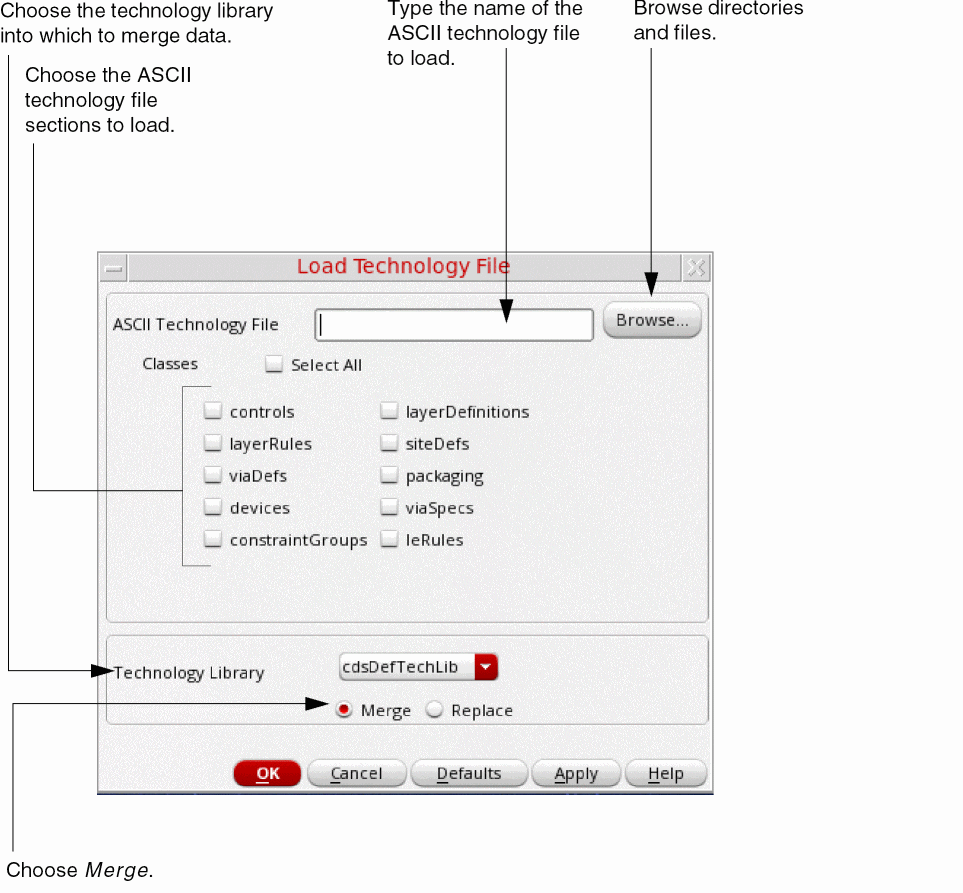 Choose the technology library
into which to merge data.
Type the name of the
ASCII technology file
to load.
Browse directories
and files.
Choose the ASCII
technology file
sections to load.
Load Technology File
ASCII Technology File
Browse...
Classes
Select All
controls
layerDefinitions
layerRules
siteDefs
viaDefs
packaging
devices
viaSpecs
constraintGroups
leRules
Technology Library
cdsDefTechLib
Merge
Replace
OK
Cancel
Defaults
Apply
Help
Choose Merge.